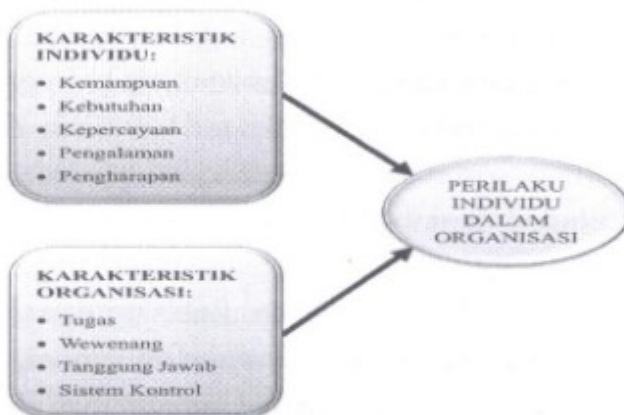 KARAKTERISTIK
INDIVIDU:
• Kemampuan
• Kebutuhan
• Kepercayaan
• Pengalaman
• Pengharapan
PERILAKU
INDIVIDU
DALAM
ORGANISASI
KARAKTERISTIK
ORGANISASI:
• Tugas
• Wewenang
• Tanggung Jawab
• Sistem Kontrol